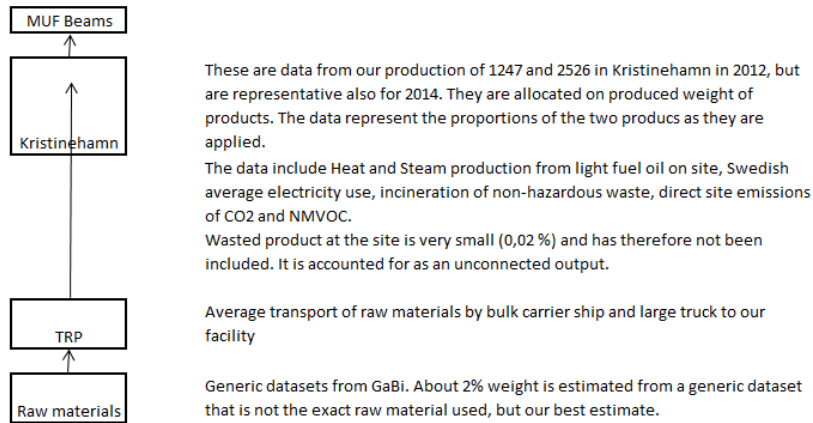 MUF Beams
These are data from our production of 1247 and 2526 in Kristinehamn in 2012, but
are representative also for 2014. They are allocated on produced weight of
products. The data represent the proportions of the two producs as they are
applied.
Kristinehamn
The data include Heat and Steam production from light fuel oil on site, Swedish
average electricity use, incineration of non-hazardous waste, direct site emissions
of CO2 and NMVOC.
Wasted product at the site is very small (0,02 %) and has therefore not been
included. It is accounted for as an unconnected output.
Average transport of raw materials by bulk carrier ship and large truck to our
facility
TRP
Generic datasets from GaBi. About 2% weight is estimated from a generic dataset
that is not the exact raw material used, but our best estimate.
Raw materials